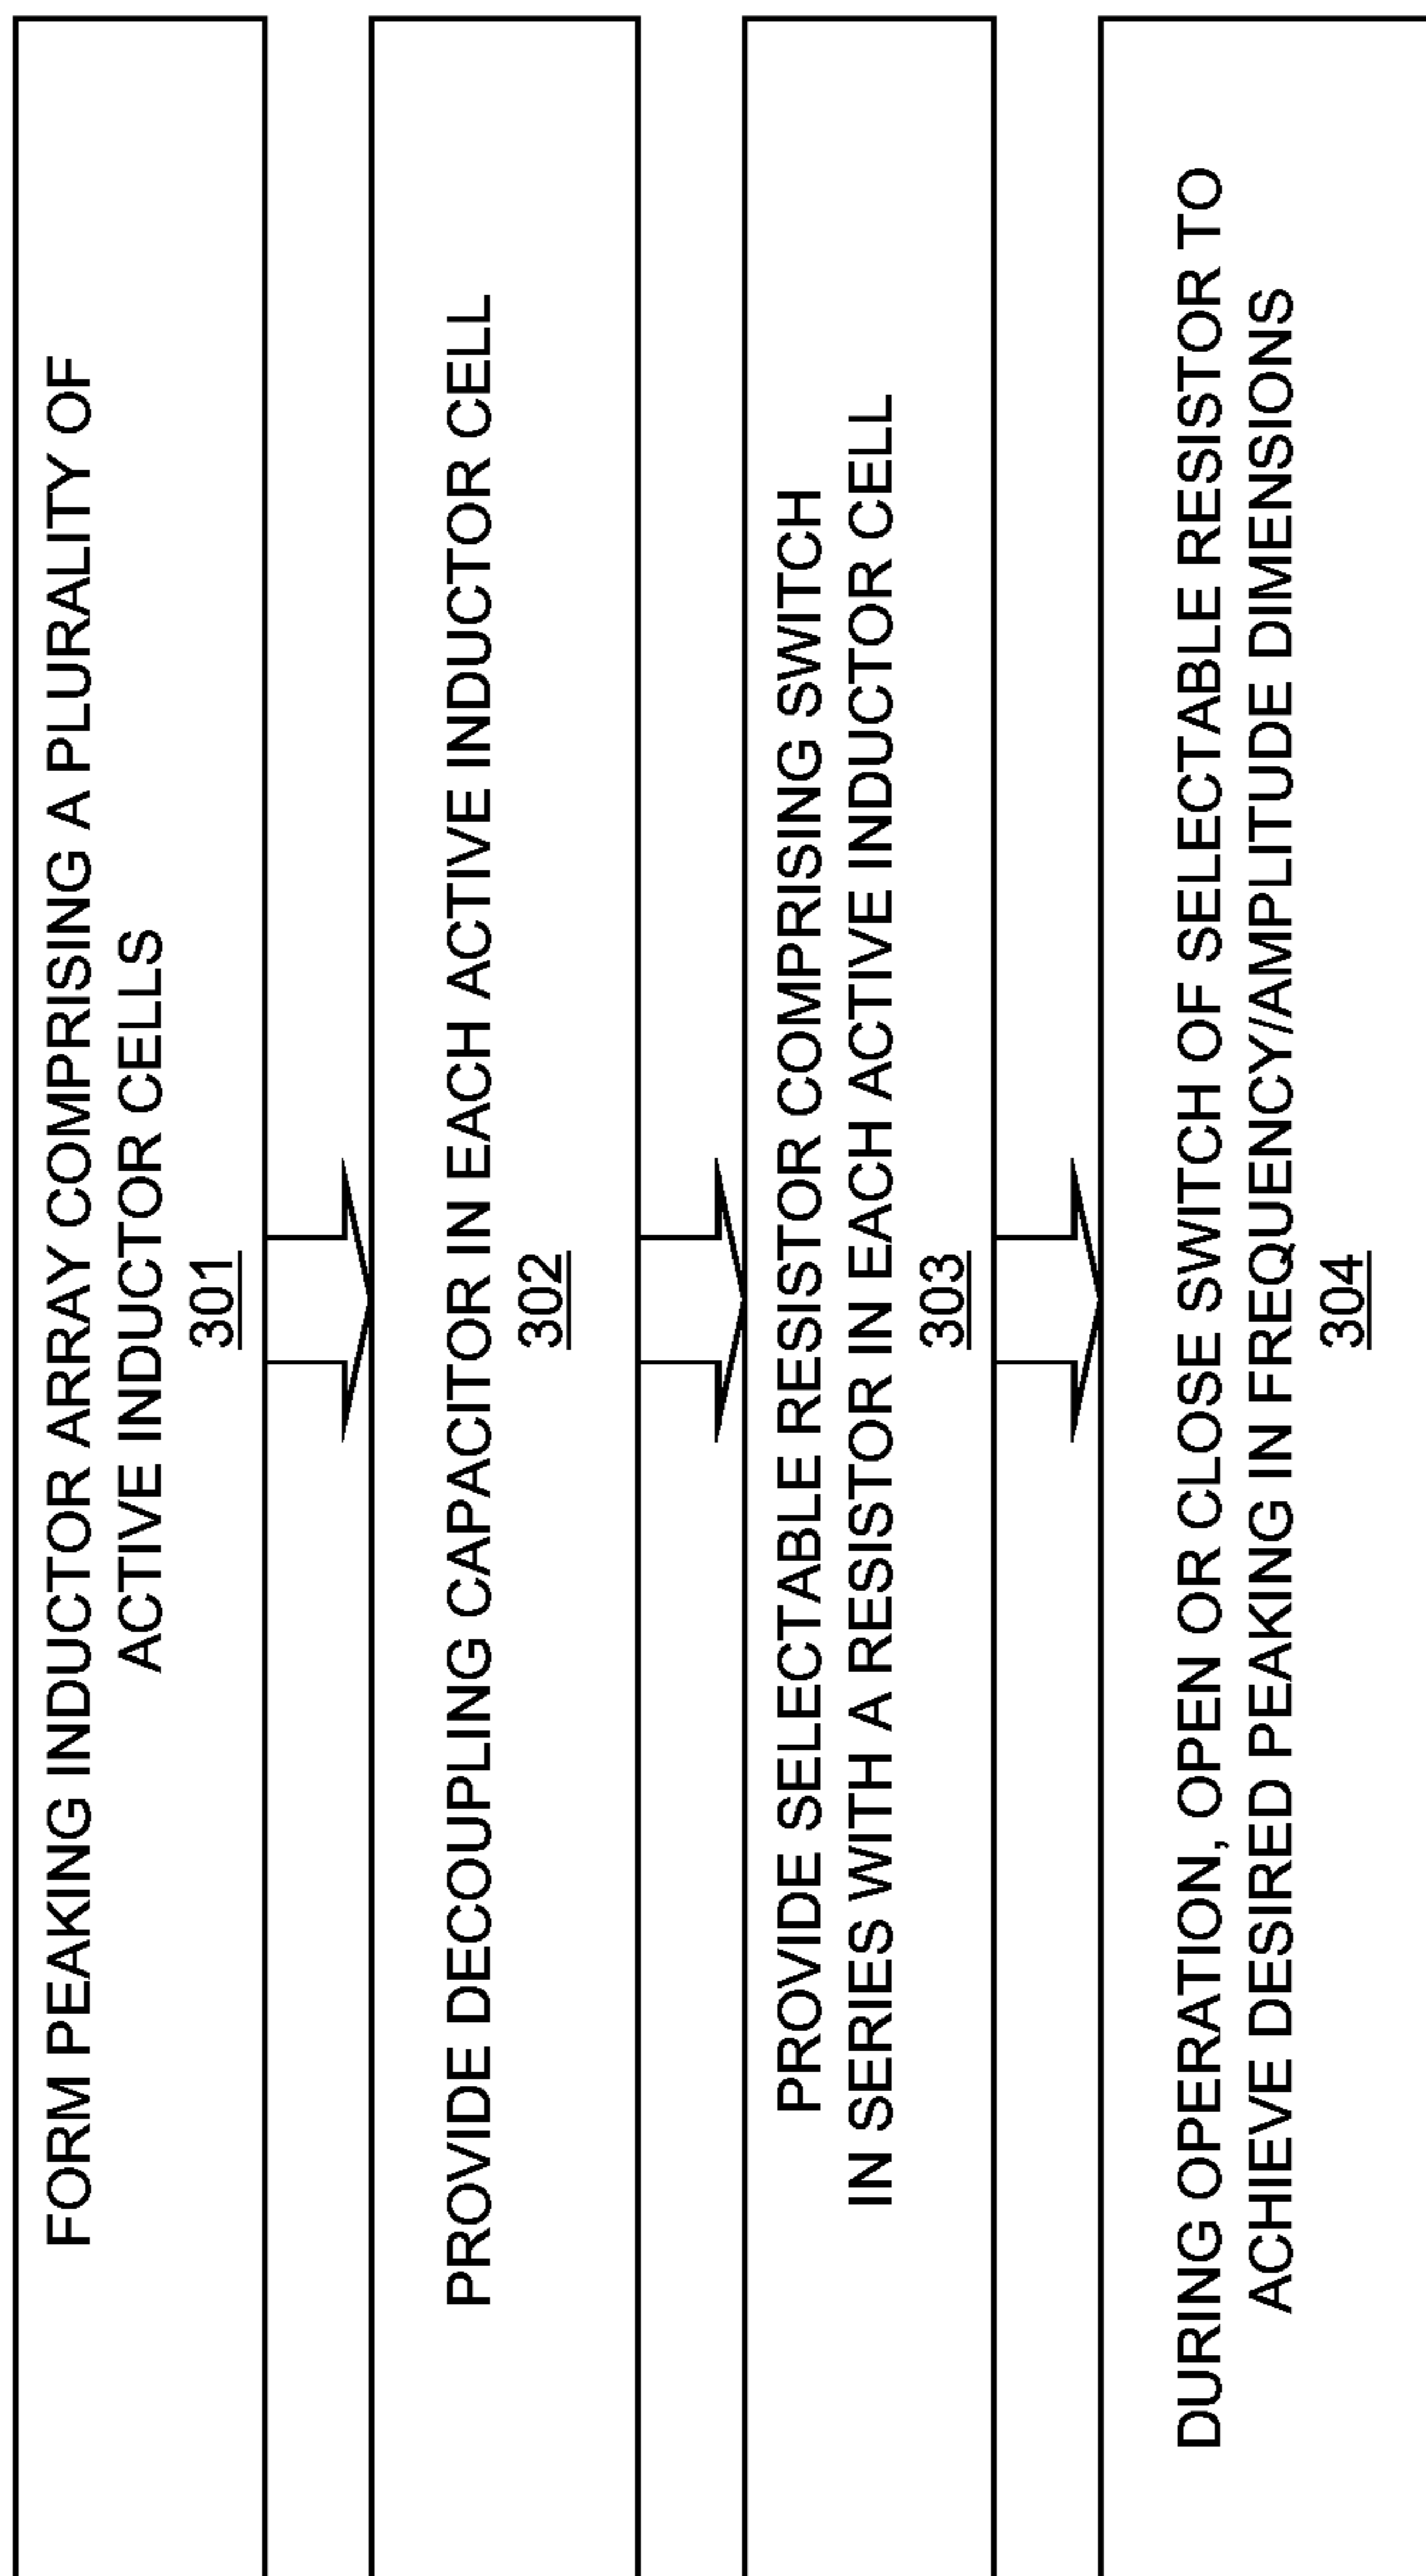 FORM PEAKING INDUCTOR ARRAY COMPRISING A PLURALITY OF
ACTIVE INDUCTOR CELLS
301
PROVIDE DECOUPLING CAPACITOR IN EACH ACTIVE INDUCTOR CELL
302
PROVIDE SELECTABLE RESISTOR COMPRISING SWITCH
IN SERIES WITH A RESISTOR IN EACH ACTIVE INDUCTOR CELL
303
DURING OPERATION, OPEN OR CLOSE SWITCH OF SELECTABLE RESISTOR TO
ACHIEVE DESIRED PEAKING IN FREQUENCY/AMPLITUDE DIMENSIONS
304